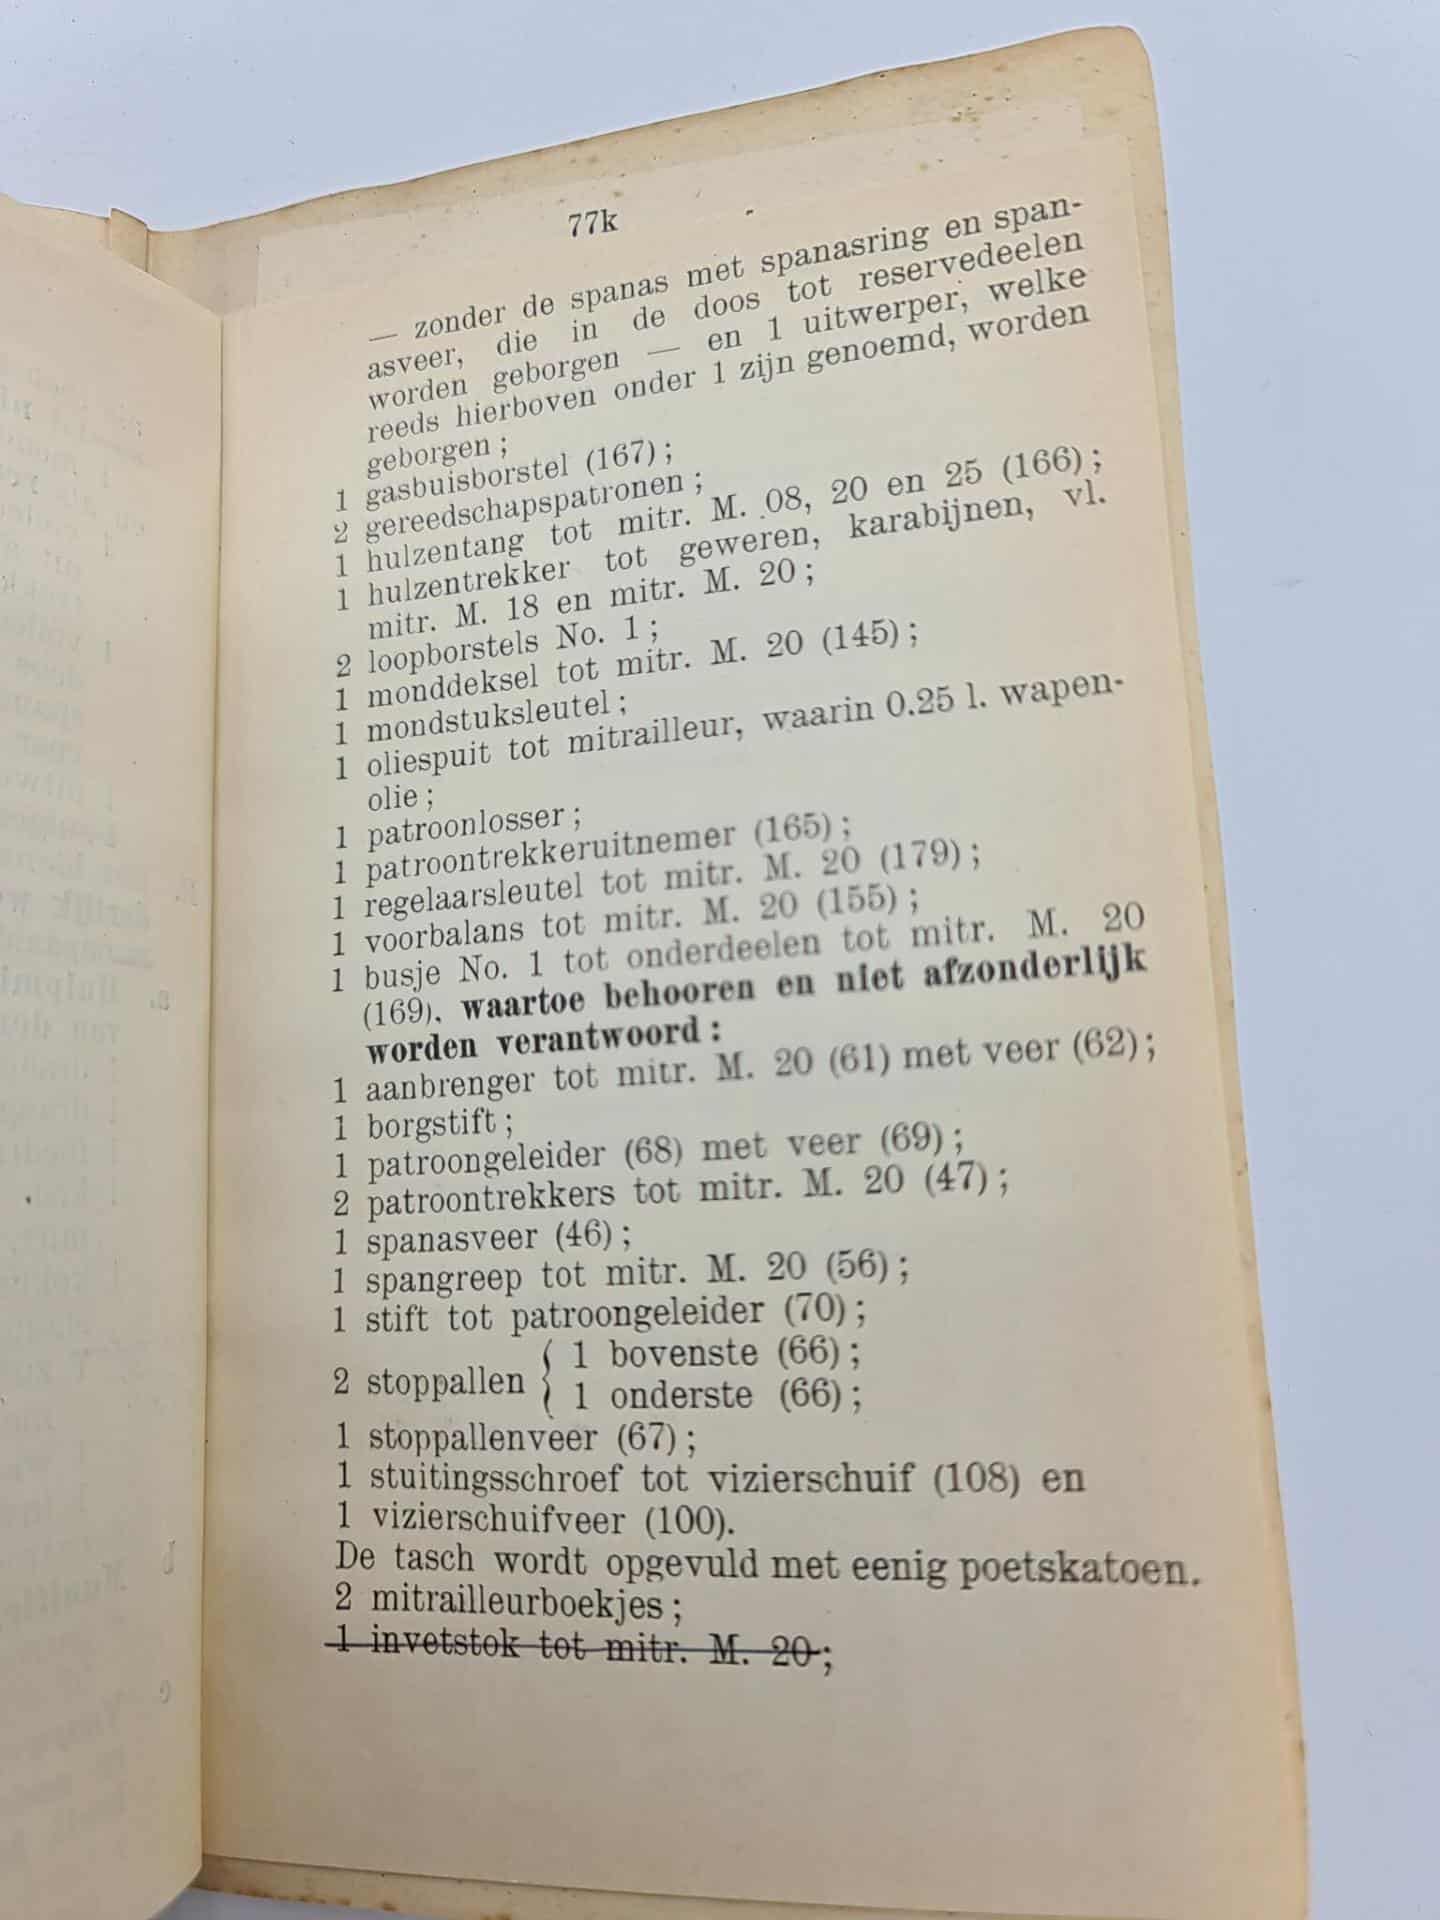 77k
— zonder de spanas met spanasring en span-
asveer, die in de doos tot reservedeelen
worden geborgen — en 1 uitwerper, welke
reeds hierboven onder 1 zijn genoemd, worden
geborgen;
1 gasbuisborstel (167);
2 gereedschapspatronen;
1 hulzentang tot mitr. M. 08, 20 en 25 (166);
1 hulzentrekker tot geweren, karabijnen, vl.
mitr. M. 18 en mitr. M. 20;
2 loopborstels No. 1;
1 monddeksel tot mitr. M. 20 (145);
1 mondstuksleutel;
1 oliespuit tot mitrailleur, waarin 0.25 l. wapen-
olie;
1 patroonlosser;
1 patroontrekkeruitnemer (165);
1 regelaarsleutel tot mitr. M. 20 (179);
1 voorbalans tot mitr. M. 20 (155);
1 busje No. 1 tot onderdeelen tot mitr. M. 20
(169), waartoe behooren en niet afzonderlijk
worden verantwoord:
1 aanbrenger tot mitr. M. 20 (61) met veer (62);
1 borgstift;
1 patroongeleider (68) met veer (69);
2 patroontrekkers tot mitr. M. 20 (47);
1 spanasveer (46);
1 spangreep tot mitr. M. 20 (56);
1 stift tot patroongeleider (70);
2 stoppallen { 1 bovenste (66);
1 onderste (66);
1 stoppallenveer (67);
1 stuitingsschroef tot vizierschuif (108) en
1 vizierschuifveer (100).
De tasch wordt opgevuld met eenig poetskatoen.
2 mitrailleurboekjes;
1 invetstok tot mitr. M. 20;